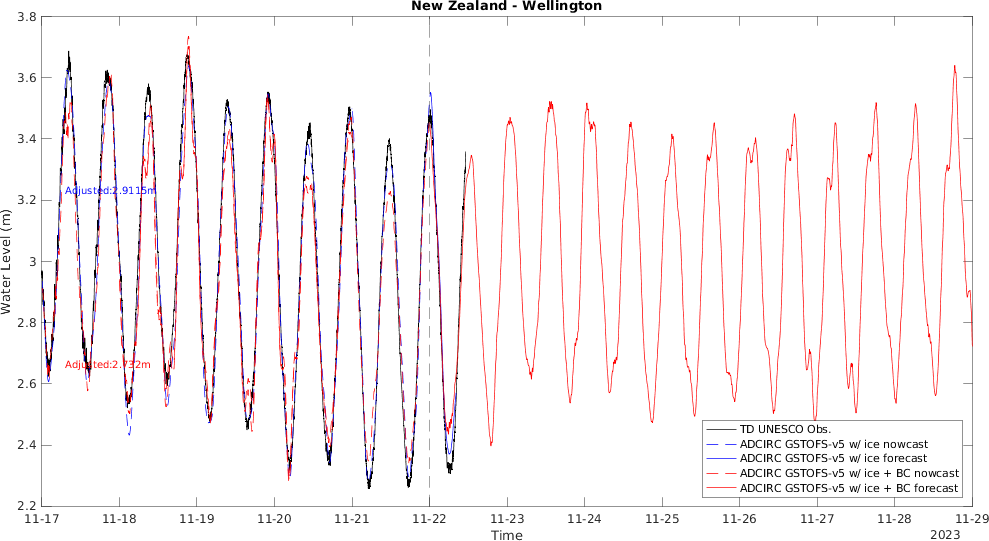 New Zealand - Wellington
3.8
3.6
3.4
3.2
3
2.8
2.6
2.4
2.2
Water Level (m)
Adjusted:2.9115m
Adjusted:2.732m
TD UNESCO Obs.
ADCIRC GSTOFS-v5 w/ ice nowcast
ADCIRC GSTOFS-v5 w/ ice forecast
ADCIRC GSTOFS-v5 w/ ice + BC nowcast
ADCIRC GSTOFS-v5 w/ ice + BC forecast
11-17 11-18 11-19 11-20 11-21 11-22 11-23 11-24 11-25 11-26 11-27 11-28 11-29
Time
2023